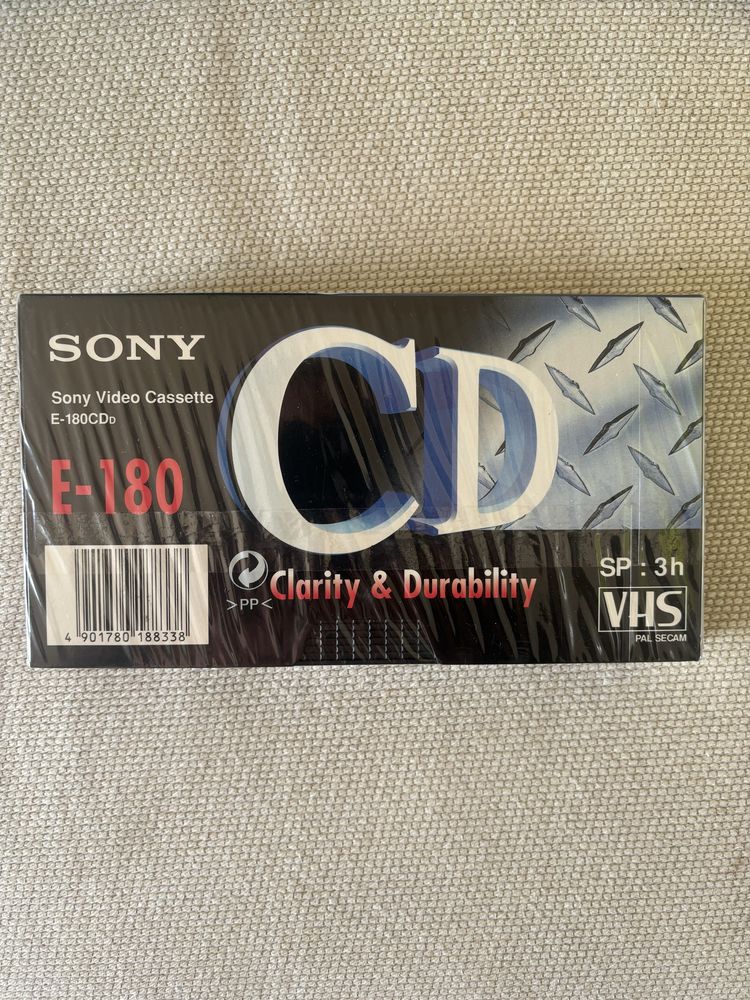 SONY
Sony Video Cassette
E-180CDD
E-180
CD
Clarity & Durability
>PP<
4 901780 188338
SP : 3h
VHS
PAL SECAM